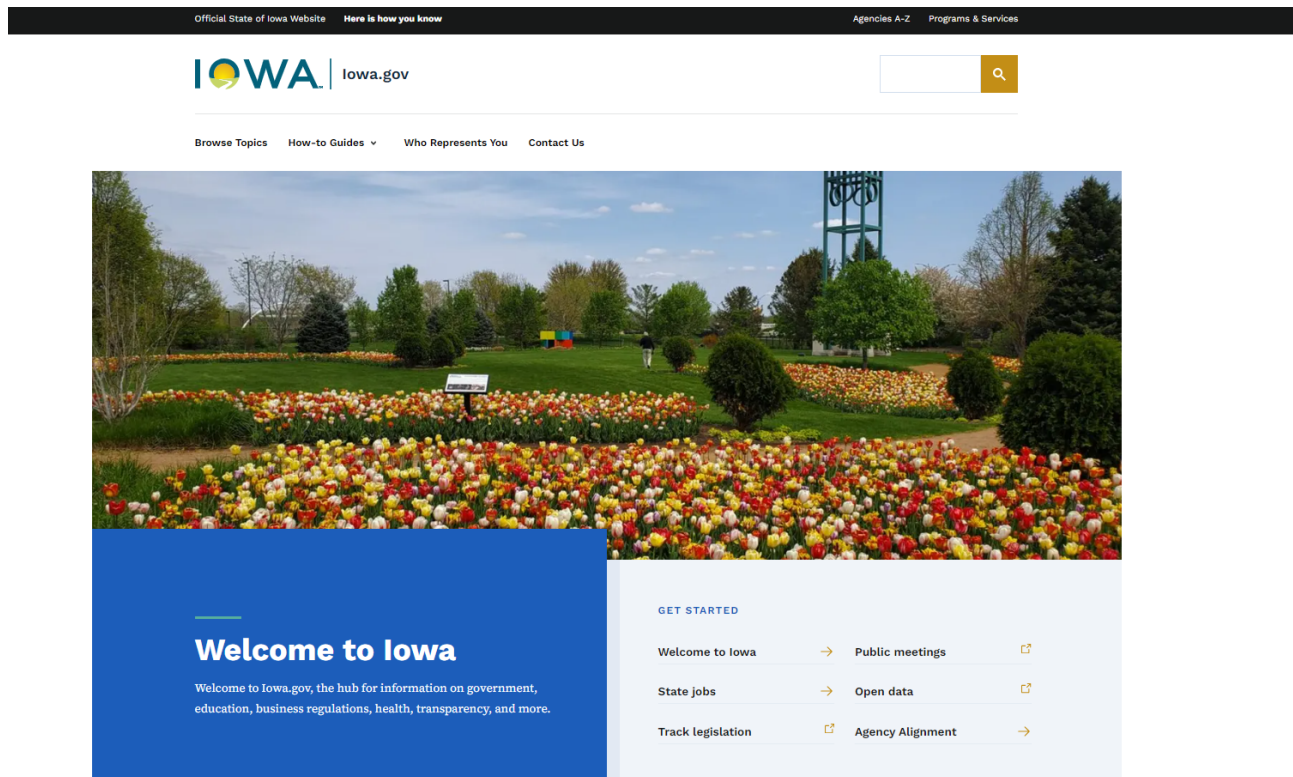 Official State of Iowa Website Here is how you know Agencies A-Z Programs & Services
IOWA Iowa.gov
Browse Topics How-to Guides Who Represents You Contact Us
Welcome to Iowa
Welcome to Iowa.gov, the hub for information on government,
education, business regulations, health, transparency, and more.
GET STARTED
Welcome to Iowa Public meetings
State jobs Open data
Track legislation Agency Alignment